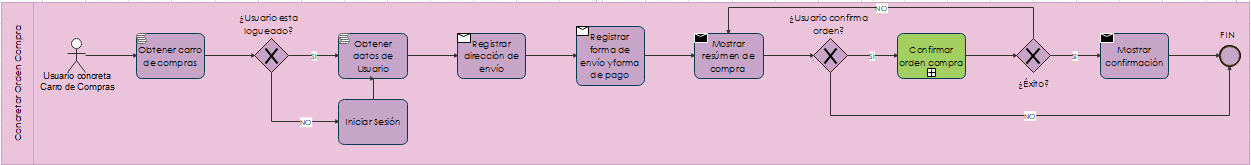 Concretar Orden Compra
Usuario concreta
Carro de Compras
Obtener carro
de compras
¿Usuario esta
logueado?
SI
NO
Obtener
datos de
Usuario
Iniciar Sesión
Registrar
dirección de
envío
Registrar
forma de
envío y forma
de pago
Mostrar
resúmen de
compra
¿Usuario confirma
orden?
SI
NO
Confirmar
orden compra
NO
¿Éxito?
SI
Mostrar
confirmación
FIN